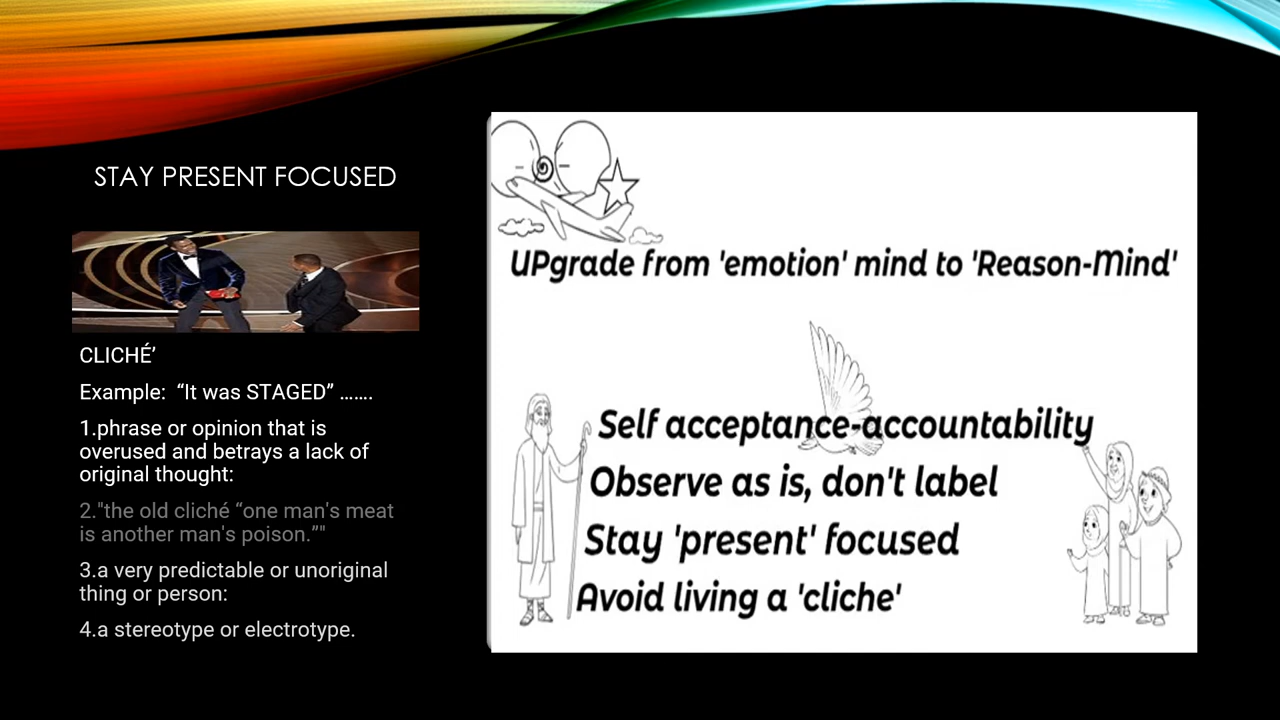 STAY PRESENT FOCUSED
CLICHÉ’
Example:  “It was STAGED” …….
1.phrase or opinion that is
overused and betrays a lack of
original thought:
2."the old cliché “one man's meat
is another man's poison.”"
3.a very predictable or unoriginal
thing or person:
4.a stereotype or electrotype.
UPgrade from 'emotion' mind to 'Reason-Mind'
Self acceptance-accountability
Observe as is, don't label
Stay 'present' focused
Avoid living a 'cliche'